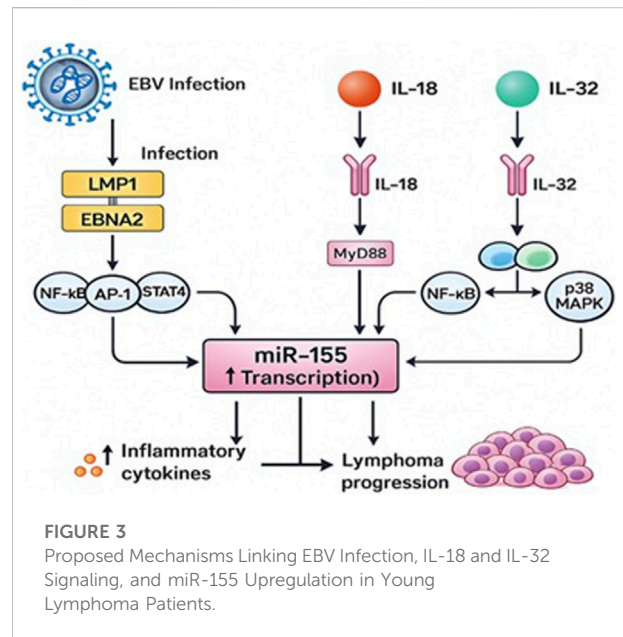 EBV Infection
IL-18
IL-32
Infection
LMP1
EBNA2
IL-18
IL-32
MyD88
NF-kB
AP-1
STAT4
NF-kB
p38
MAPK
miR-155
↑ Transcription)
↑ Inflammatory
cytokines
Lymphoma
progression
FIGURE 3
Proposed Mechanisms Linking EBV Infection, IL-18 and IL-32
Signaling, and miR-155 Upregulation in Young
Lymphoma Patients.